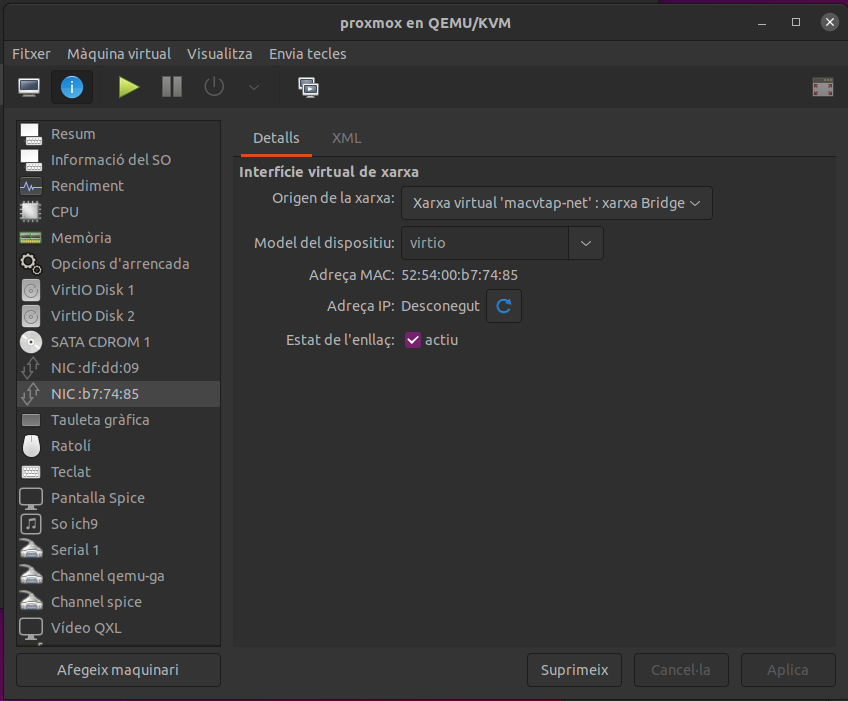 proxmox en QEMU/KVM
Fitxer Màquina virtual Visualitza Envia tecles
Resum
Informació del SO
Rendiment
CPU
Memòria
Opcions d'arrencada
VirtIO Disk 1
VirtIO Disk 2
SATA CDROM 1
NIC :df:dd:09
NIC :b7:74:85
Tauleta gràfica
Ratolí
Teclat
Pantalla Spice
So ich9
Serial 1
Channel qemu-ga
Channel spice
Vídeo QXL
Afegeix maquinari
Detalls XML
Interfície virtual de xarxa
Origen de la xarxa: Xarxa virtual 'macvtap-net' : xarxa Bridge
Model del dispositiu: virtio
Adreça MAC: 52:54:00:b7:74:85
Adreça IP: Desconegut
Estat de l'enllaç: actiu
Suprimeix Cancel·la Aplica